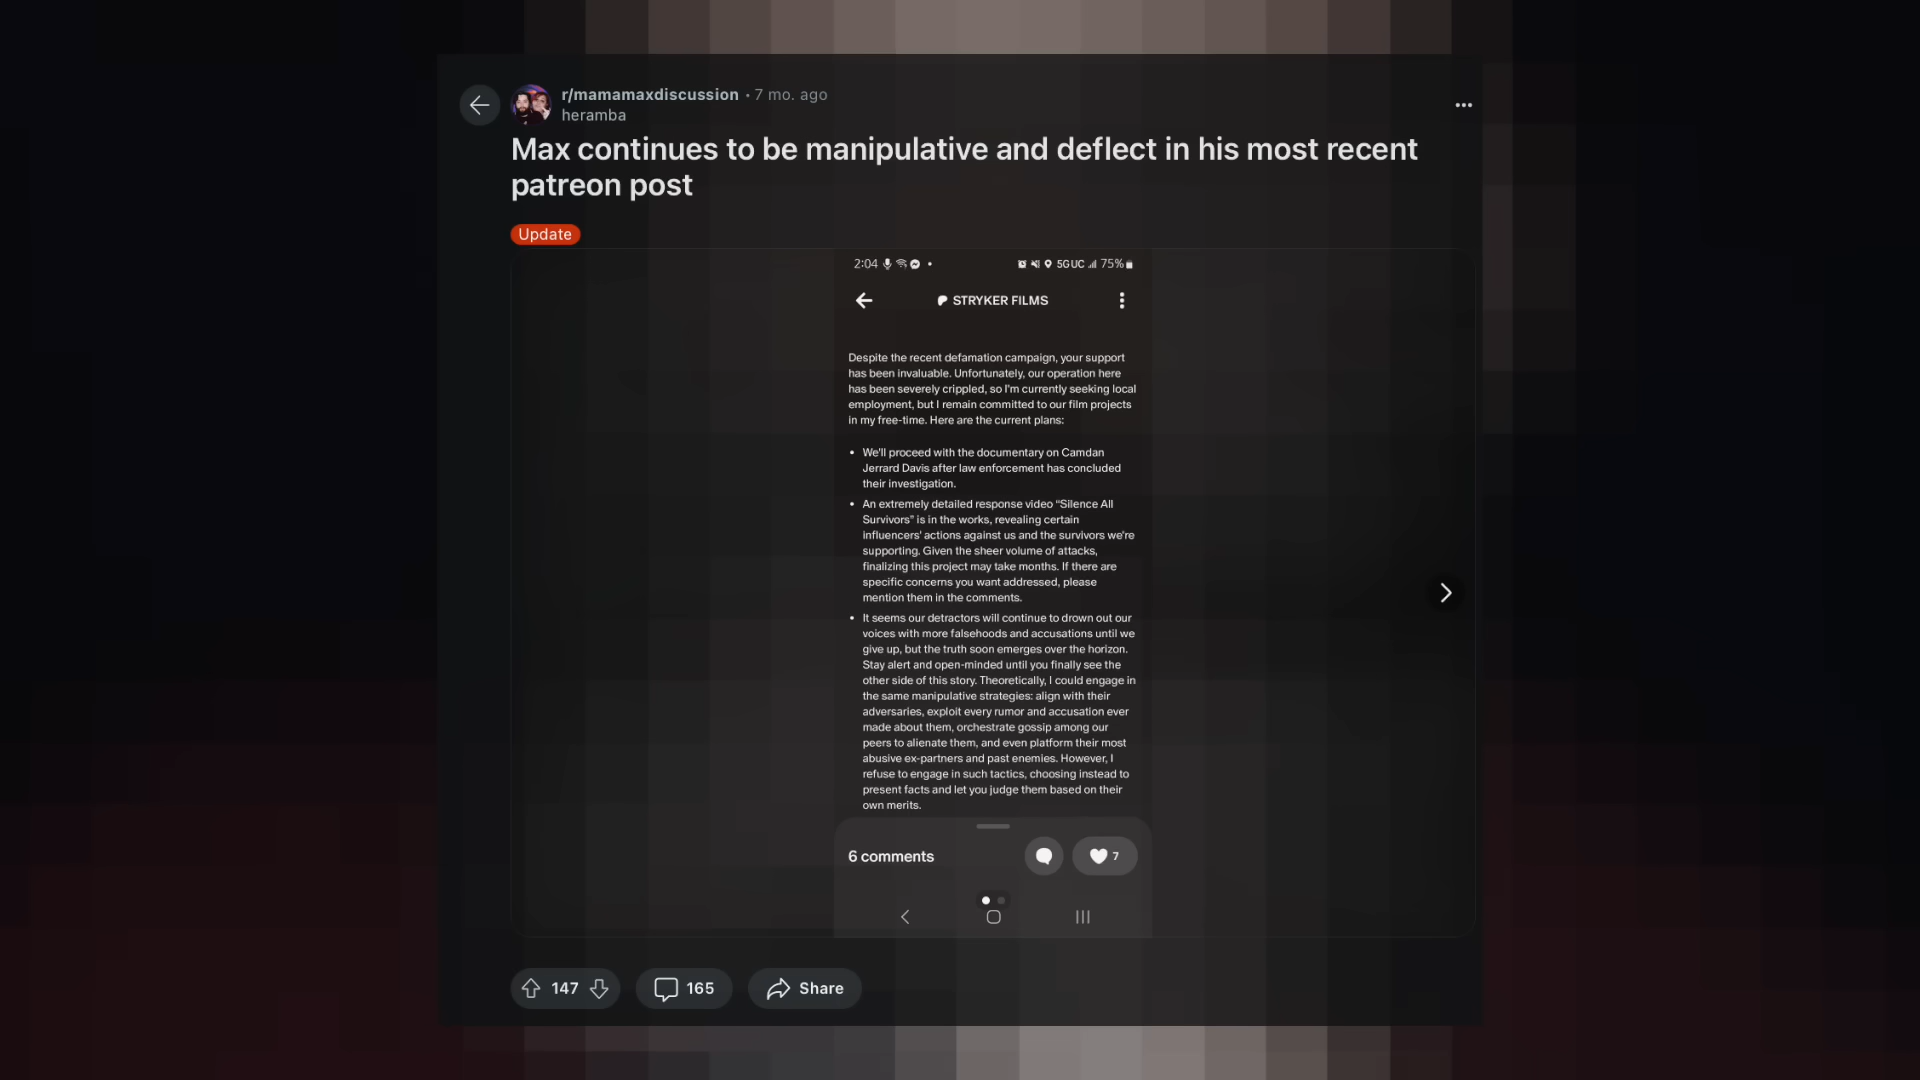 r/mamamaxdiscussion • 7 mo. ago
heramba
Max continues to be manipulative and deflect in his most recent
patreon post
Update
2:04 5GUC 75%
STRYKER FILMS
Despite the recent defamation campaign, your support
has been invaluable. Unfortunately, our operation here
has been severely crippled, so I'm currently seeking local
employment, but I remain committed to our film projects
in my free-time. Here are the current plans:
• We'll proceed with the documentary on Camdan
Jerrard Davis after law enforcement has concluded
their investigation.
• An extremely detailed response video “Silence All
Survivors” is in the works, revealing certain
influencers' actions against us and the survivors we're
supporting. Given the sheer volume of attacks,
finalizing this project may take months. If there are
specific concerns you want addressed, please
mention them in the comments.
• It seems our detractors will continue to drown out our
voices with more falsehoods and accusations until we
give up, but the truth soon emerges over the horizon.
Stay alert and open-minded until you finally see the
other side of this story. Theoretically, I could engage in
the same manipulative strategies: align with their
adversaries, exploit every rumor and accusation ever
made about them, orchestrate gossip among our
peers to alienate them, and even platform their most
abusive ex-partners and past enemies. However, I
refuse to engage in such tactics, choosing instead to
present facts and let you judge them based on their
own merits.
6 comments 7
147 165 Share